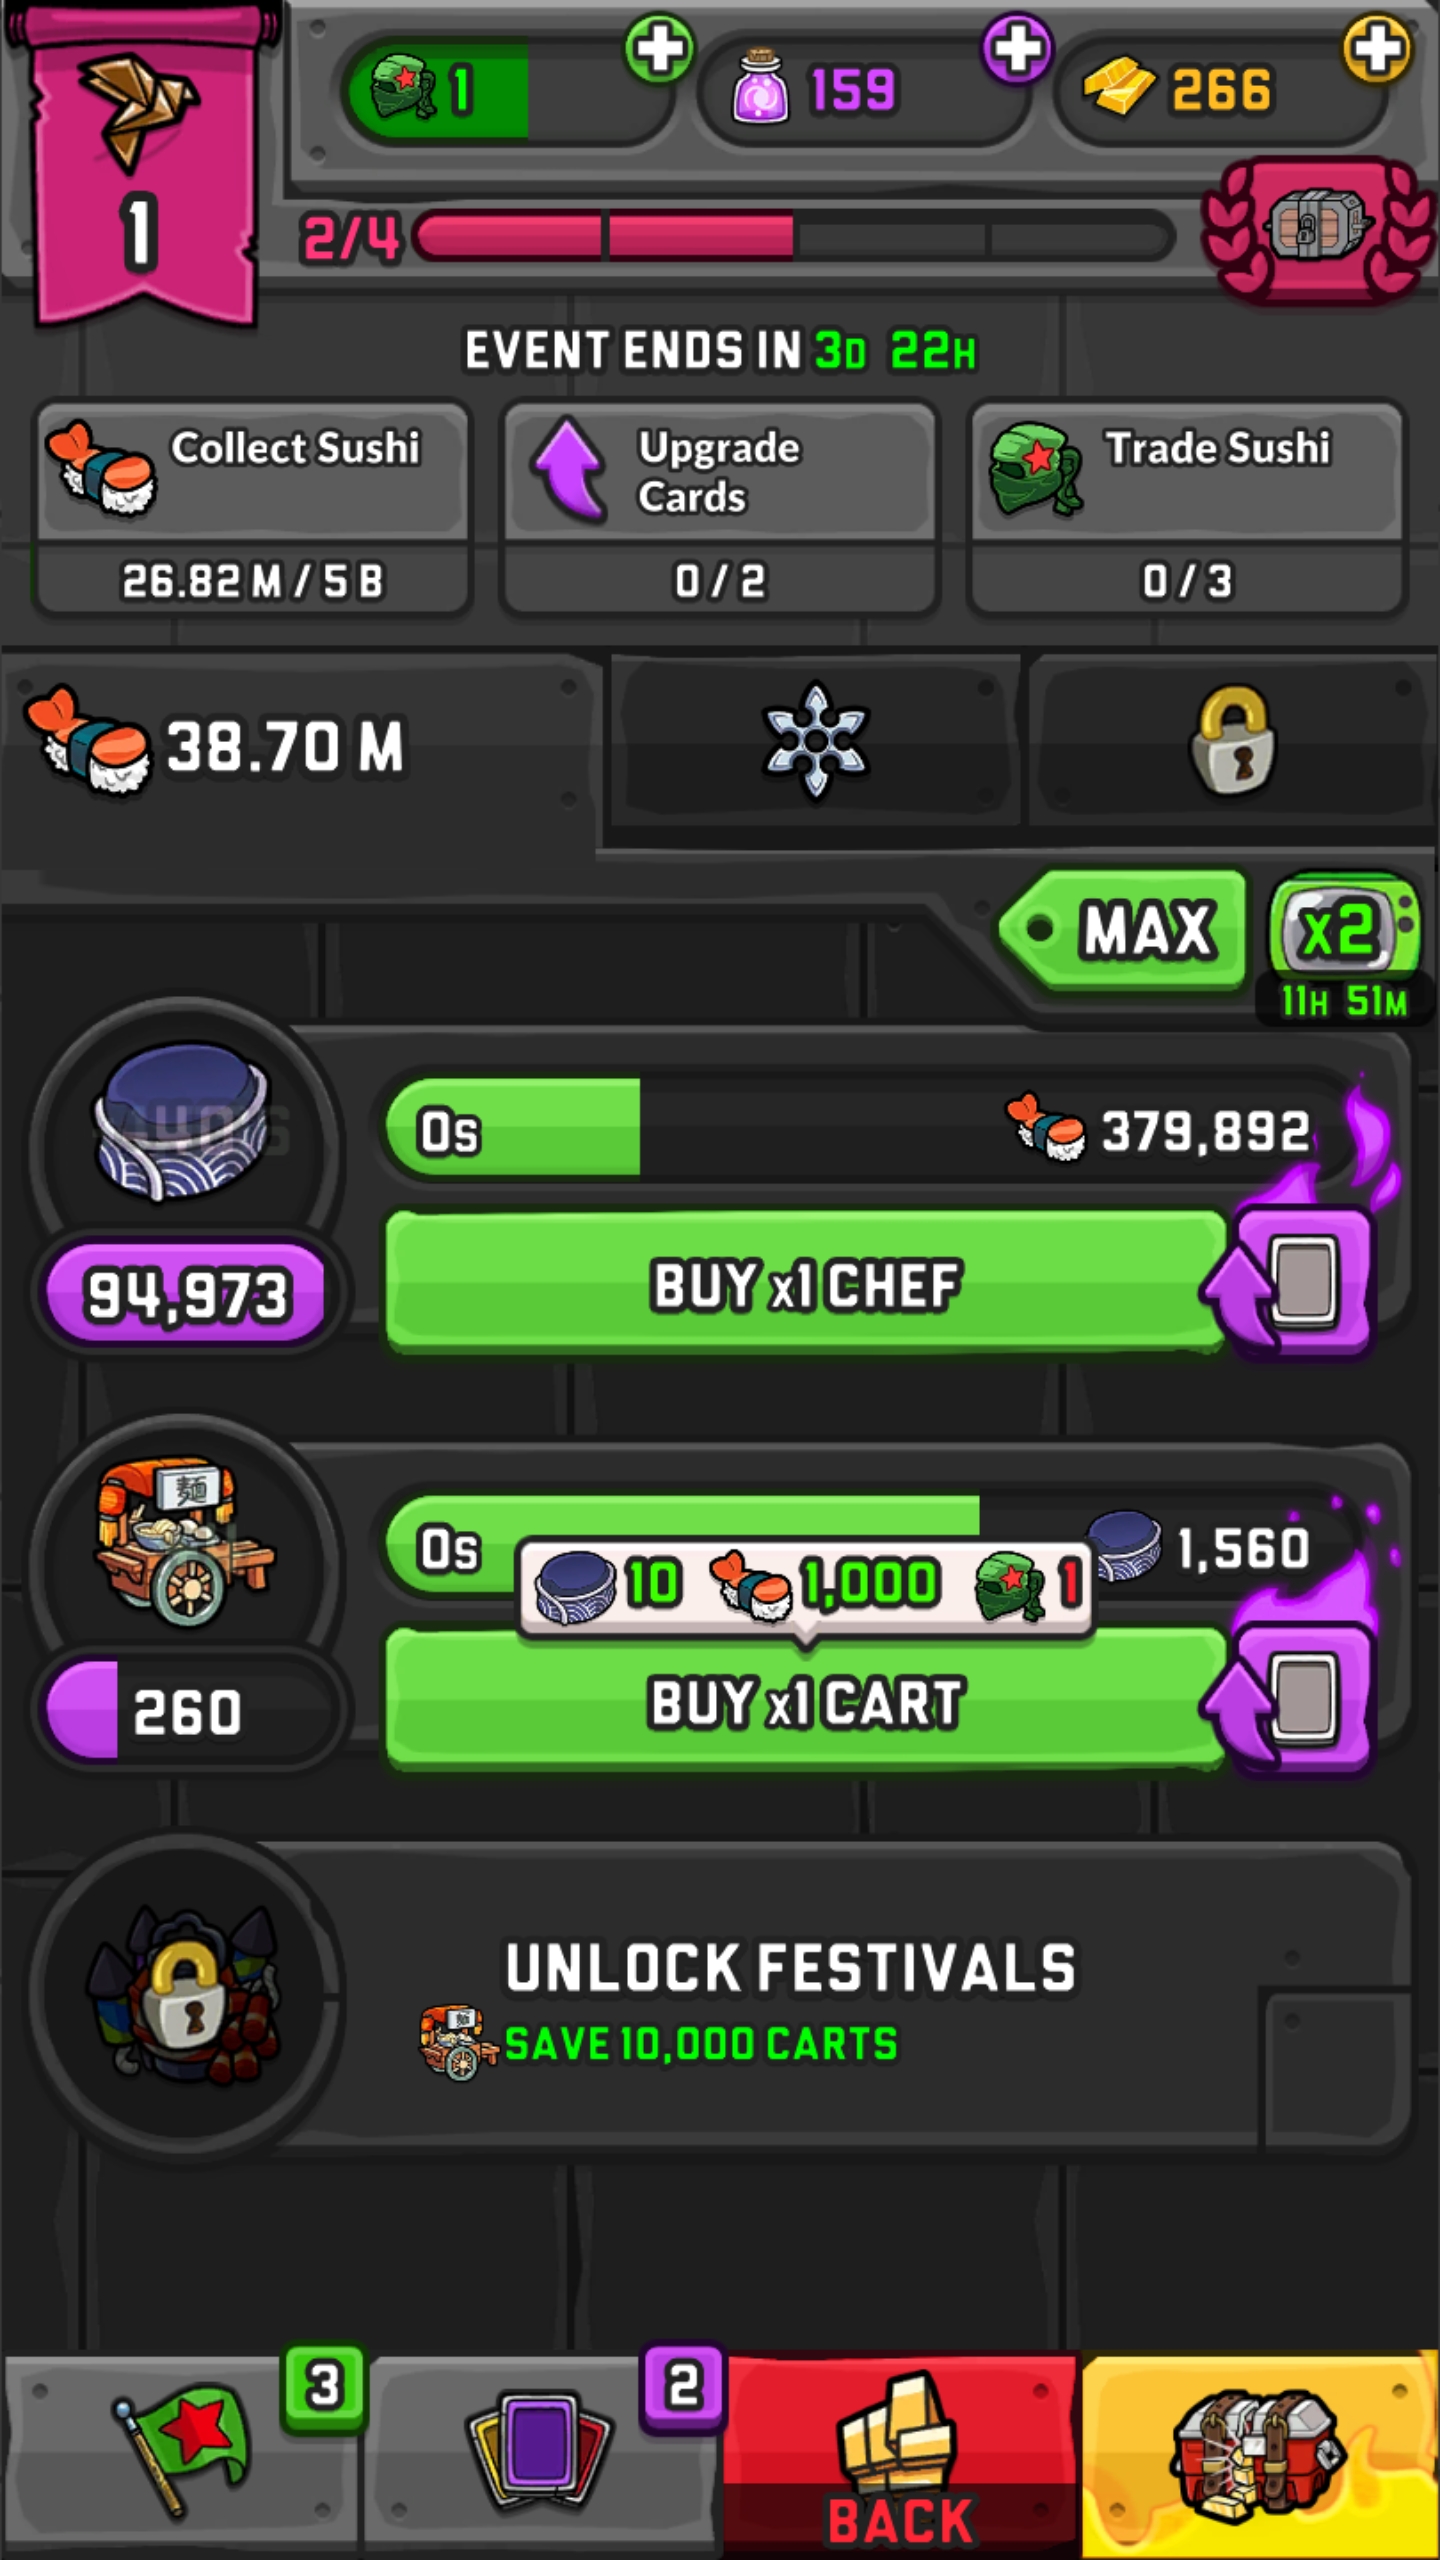 1 159 266
1
2/4
EVENT ENDS IN 3D 22H
Collect Sushi
Upgrade
Cards
Trade Sushi
26.82 M / 5 B
0 / 2
0 / 3
38.70 M
MAX
x2
11H 51M
0s
379,892
94,973
BUY x1 CHEF
麺
0s
1,560
10 1,000 1
260
BUY x1 CART
UNLOCK FESTIVALS
SAVE 10,000 CARTS
3
2
BACK